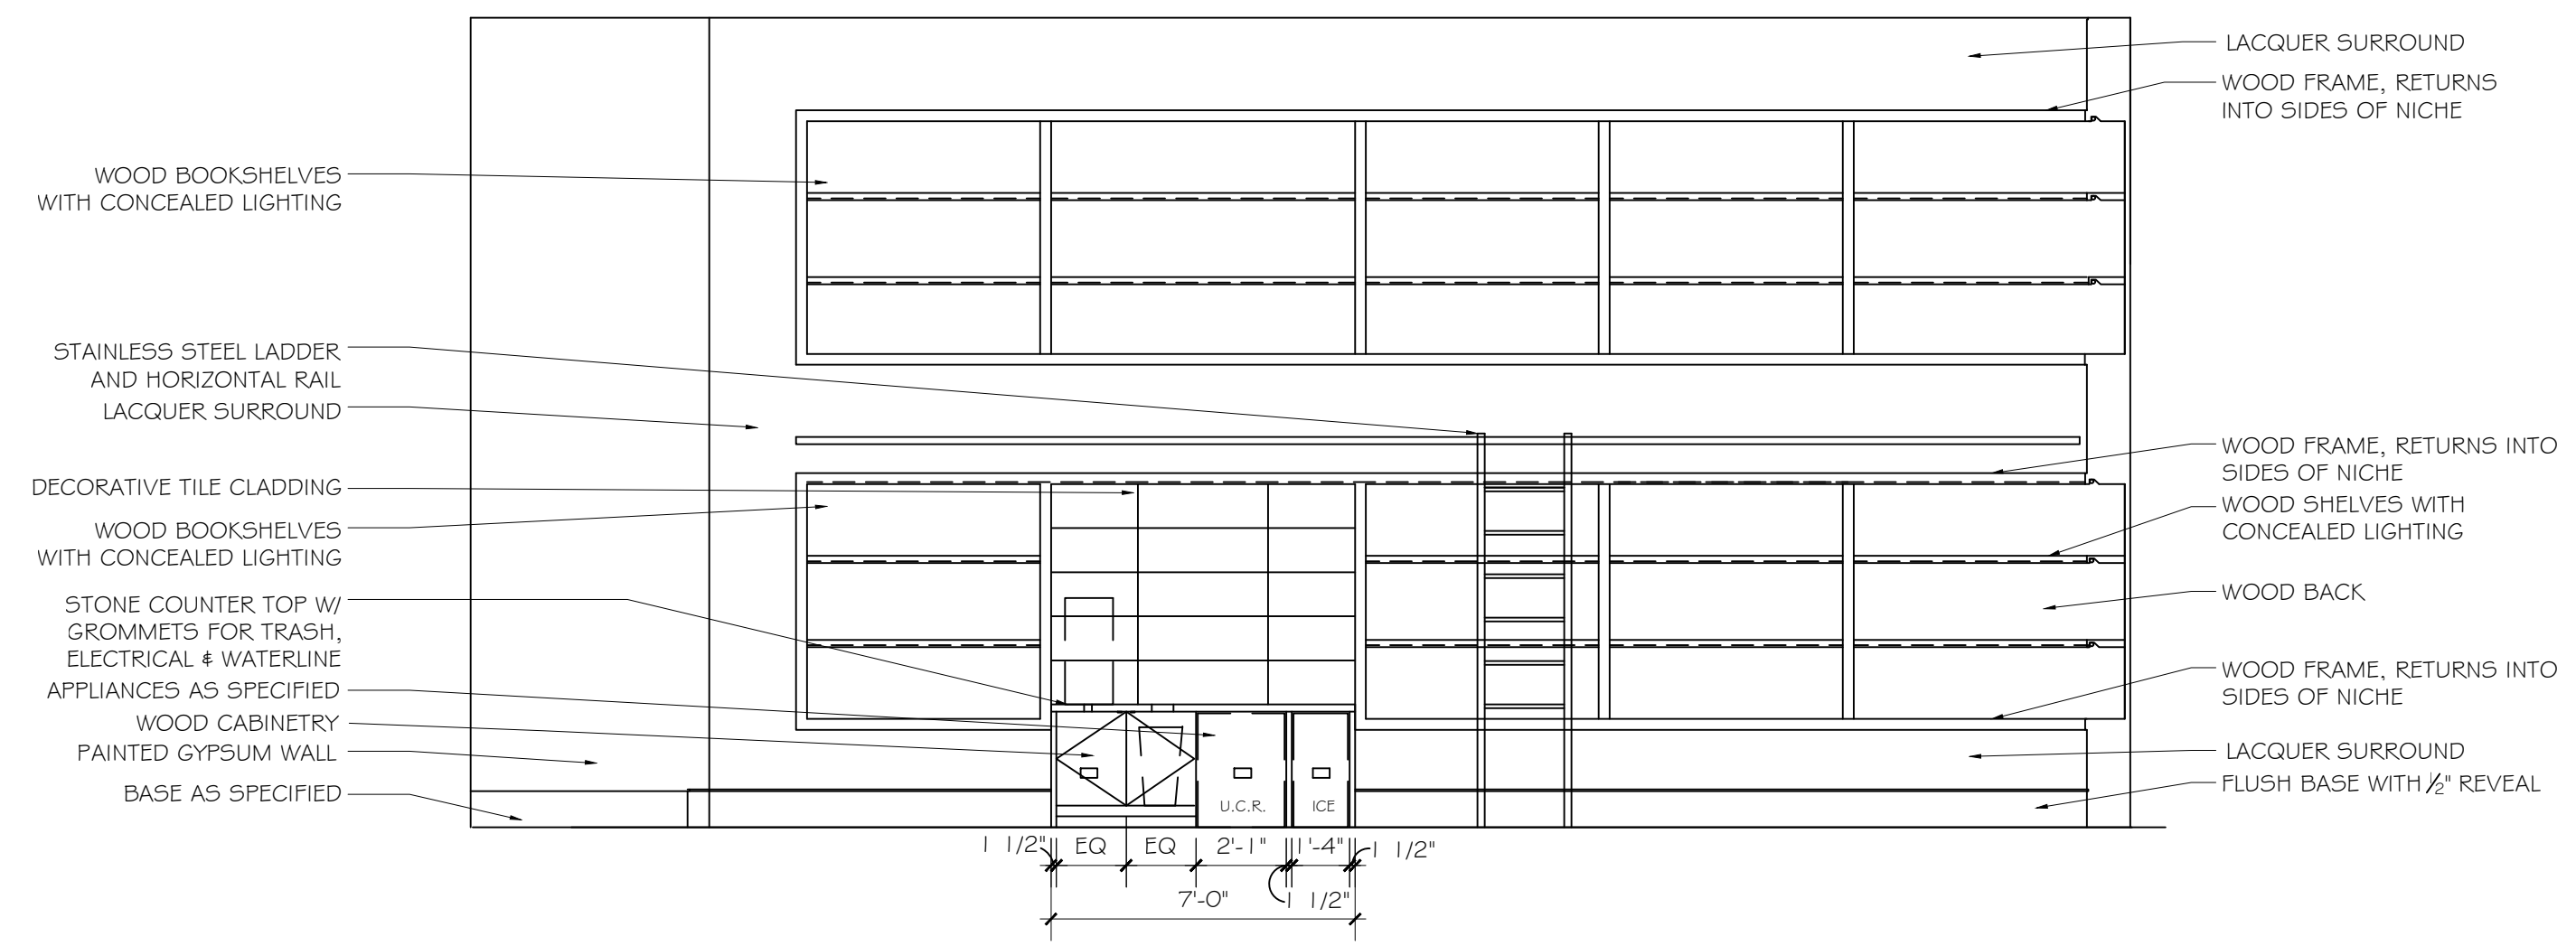 LACQUER SURROUND
WOOD FRAME, RETURNS
INTO SIDES OF NICHE
WOOD BOOKSHELVES
WITH CONCEALED LIGHTING
STAINLESS STEEL LADDER
AND HORIZONTAL RAIL
LACQUER SURROUND
DECORATIVE TILE CLADDING
WOOD BOOKSHELVES
WITH CONCEALED LIGHTING
STONE COUNTER TOP W/
GROMMETS FOR TRASH,
ELECTRICAL & WATERLINE
APPLIANCES AS SPECIFIED
WOOD CABINETRY
PAINTED GYPSUM WALL
BASE AS SPECIFIED
WOOD FRAME, RETURNS INTO
SIDES OF NICHE
WOOD SHELVES WITH
CONCEALED LIGHTING
WOOD BACK
WOOD FRAME, RETURNS INTO
SIDES OF NICHE
LACQUER SURROUND
FLUSH BASE WITH ½" REVEAL
U.C.R. ICE
1 1/2" EQ EQ 2'-1" 1'-4" 1 1/2"
7'-0" 1 1/2"